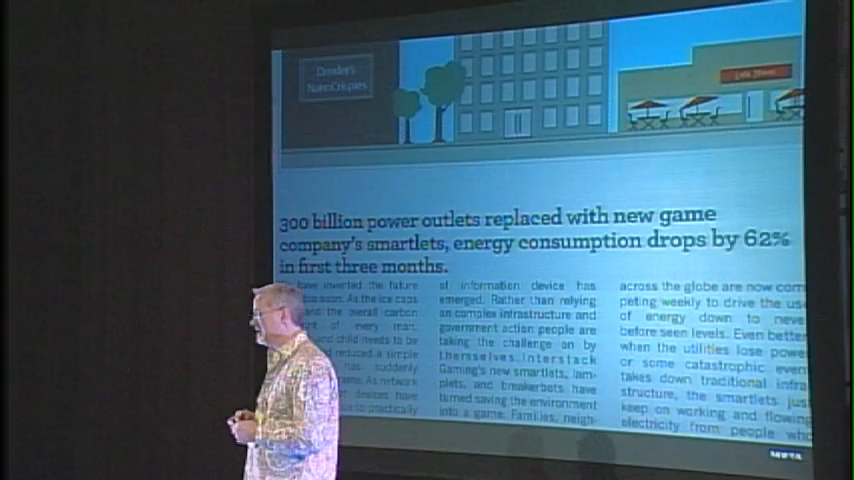 NanoCrispies
300 billion power outlets replaced with new game
company's smartlets, energy consumption drops by 62%
in first three months.
have inverted the future
too soon. As the ice caps
and the overall carbon
of every man,
and child needs to be
reduced a simple
has suddenly
As network
devices have
to practically
of information device has
emerged. Rather than relying
on complex infrastructure and
government action people are
taking the challenge on by
themselves. Interstack
Gaming's new smartlets, lam-
plets, and breakerbots have
turned saving the environment
into a game. Families, neigh-
across the globe are now com
peting weekly to drive the use
of energy down to neve
before seen levels. Even better
when the utilities lose power
or some catastrophic even
takes down traditional infra
structure, the smartlets jus
keep on working and flowing
electricity from people who